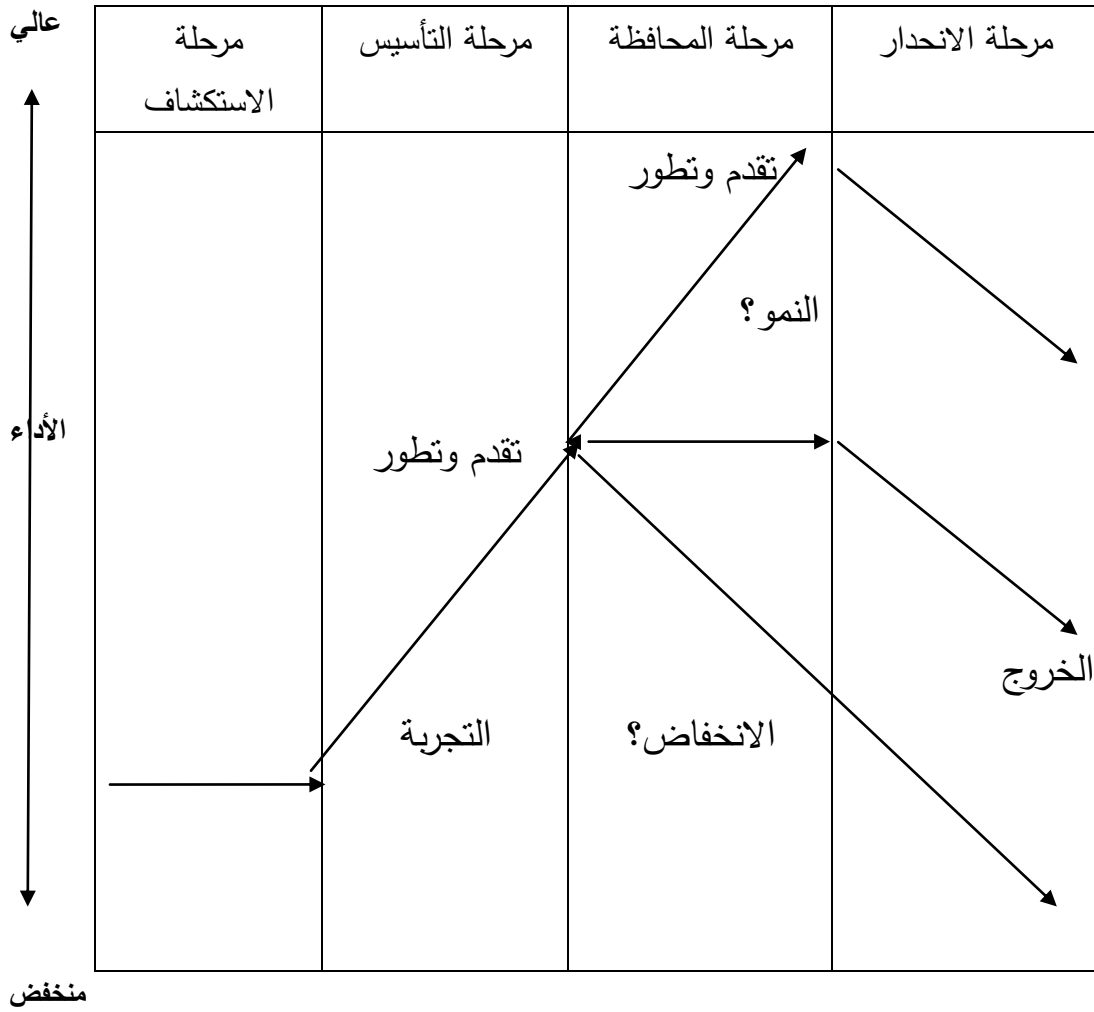 عالي
مرحلة
الاستكشاف
مرحلة التأسيس
مرحلة المحافظة
مرحلة الانحدار
تقدم وتطور
النمو؟
الأداء
تقدم وتطور
الخروج
التجربة
الانخفاض؟
منخفض